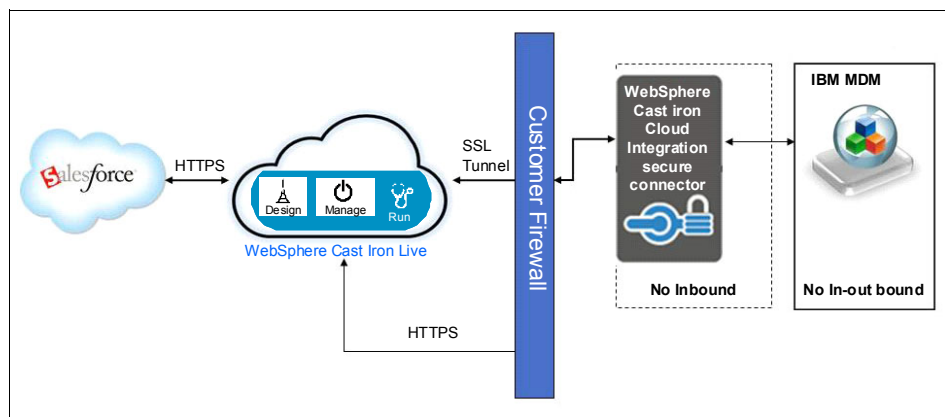 salesforce
HTTPS
Design
Manage
Run
WebSphere Cast Iron Live
SSL
Tunnel
HTTPS
Customer Firewall
WebSphere
Cast iron
Cloud
Integration
secure
connector
No Inbound
IBM MDM
No In-out bound